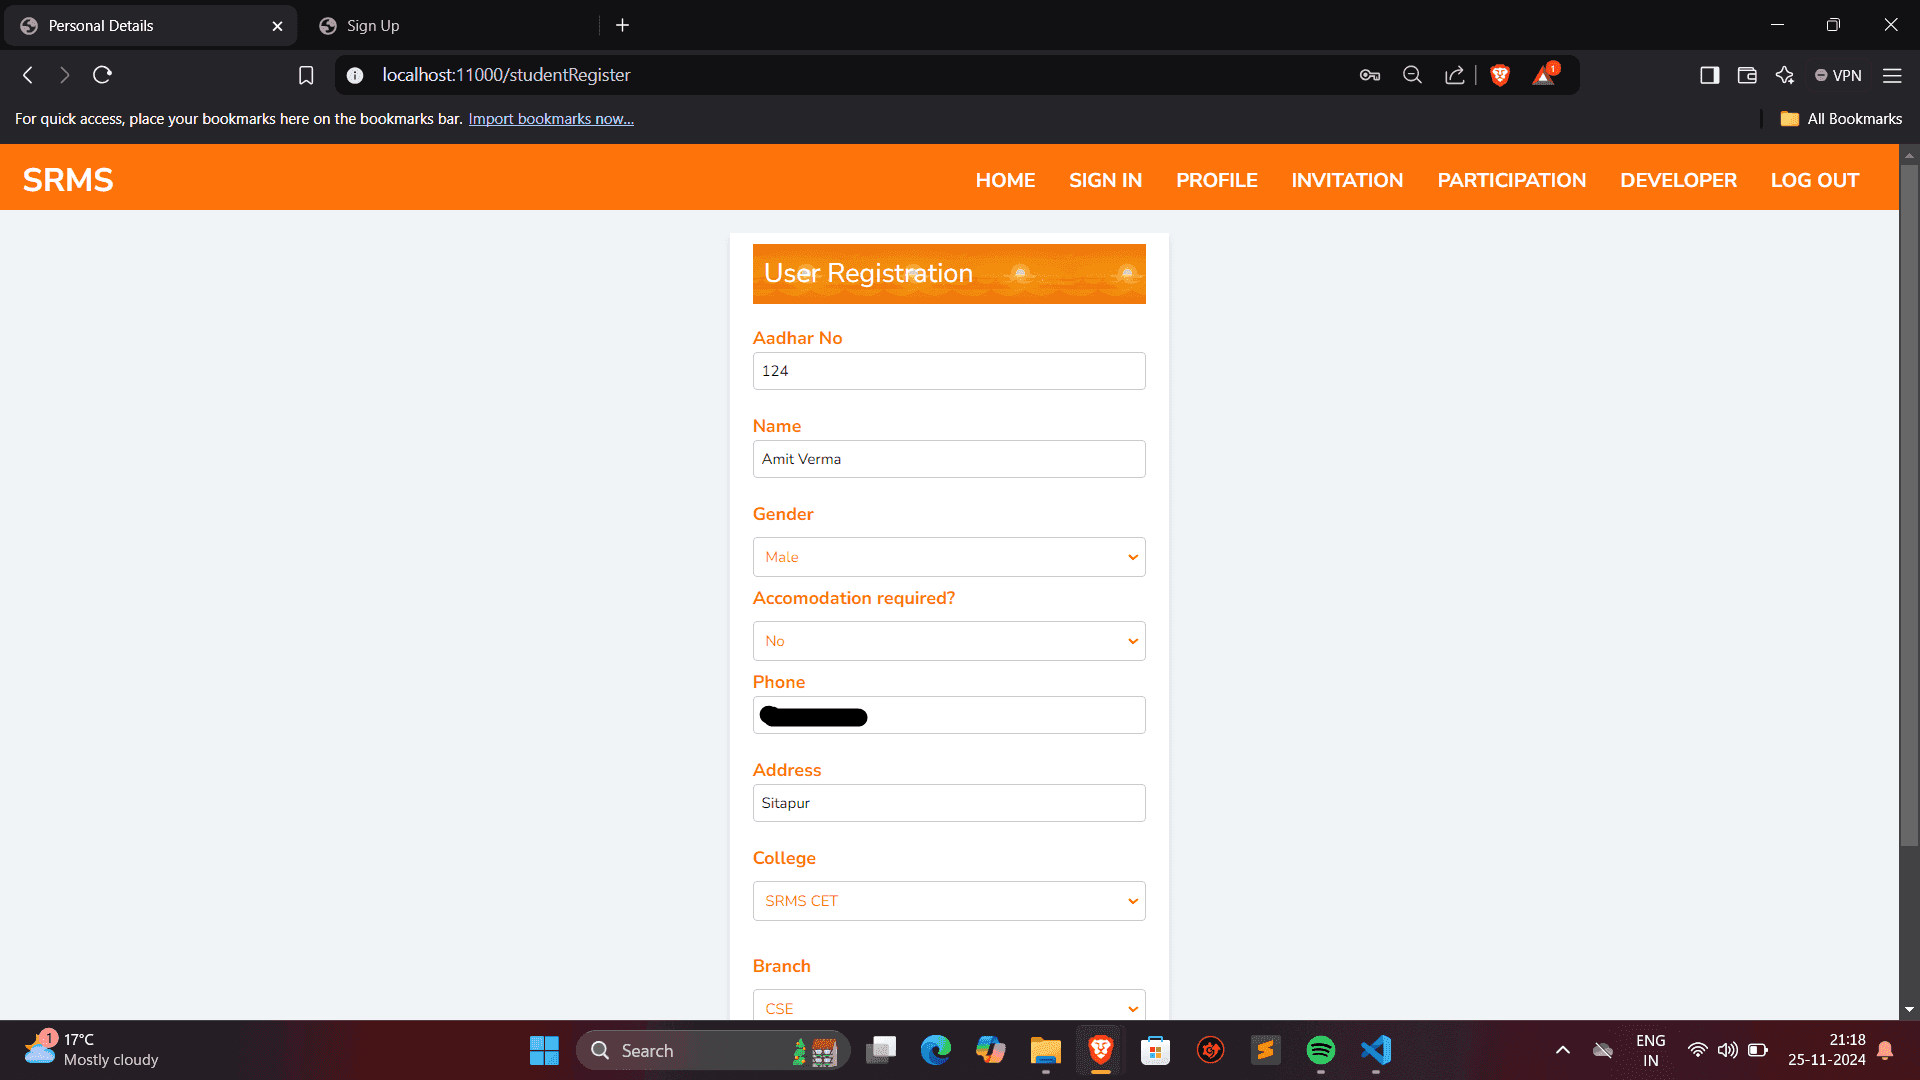 Personal Details
Sign Up
localhost:11000/studentRegister
1
VPN
For quick access, place your bookmarks here on the bookmarks bar. Import bookmarks now...
All Bookmarks
SRMS
HOME SIGN IN PROFILE INVITATION PARTICIPATION DEVELOPER LOG OUT
User Registration
Aadhar No
124
Name
Amit Verma
Gender
Male
Accomodation required?
No
Phone
Address
Sitapur
College
SRMS CET
Branch
CSE
1
17°C
Mostly cloudy
Search
ENG
IN
21:18
25-11-2024